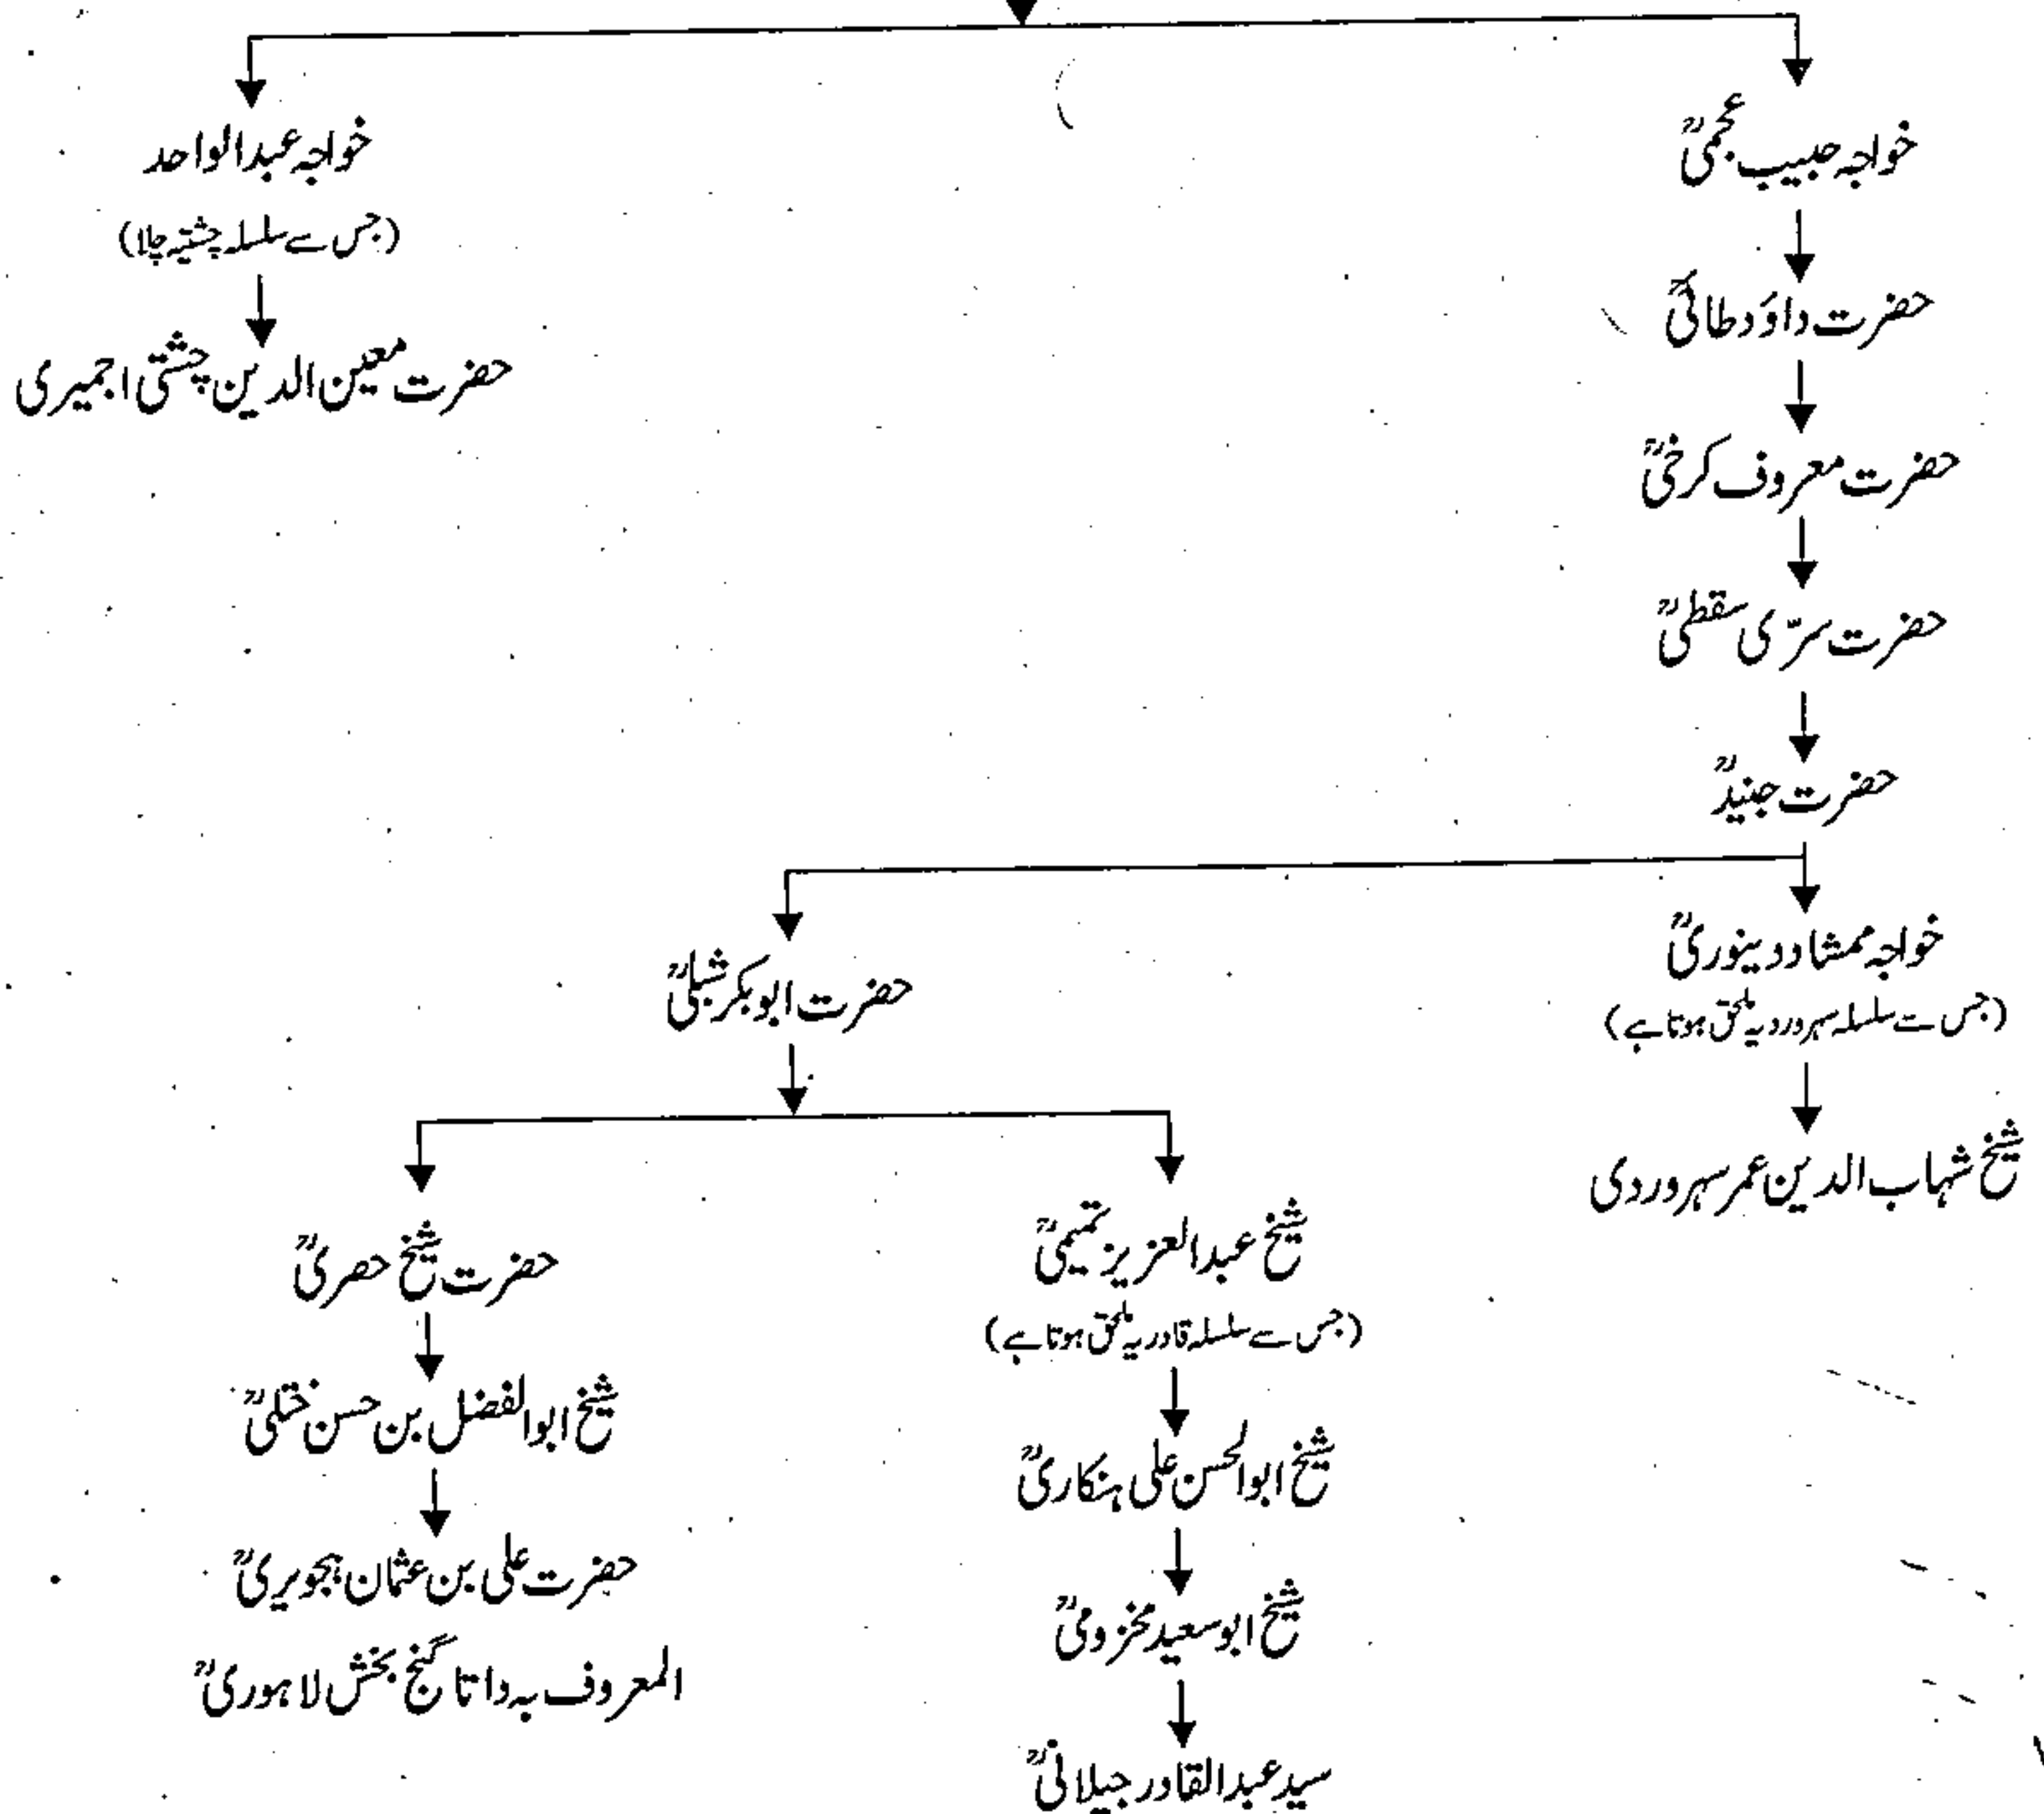 خواجہ حبیب عجمیؒ
خواجہ عبدالواحد
(جس سے سلسلہ چشتیہ چلا)
حضرت داؤد طائیؒ
حضرت معین الدین چشتی اجمیری
حضرت معروف کرخیؒ
حضرت سرّی سقطیؒ
حضرت جنیدؒ
خواجہ ممشاد دینوریؒ
(جس سے سلسلہ سہروردیہ ملحق ہوتا ہے)
حضرت ابوبکر شبلیؒ
شیخ شہاب الدین عمر سہروردی
شیخ عبدالعزیز تمیمیؒ
(جس سے سلسلہ قادریہ ملحق ہوتا ہے)
حضرت شیخ حصریؒ
شیخ ابوالفضل بن حسن ختلیؒ
شیخ ابوالحسن علی ہنکاریؒ
حضرت علی بن عثمان ہجویریؒ
شیخ ابوسعید مخزومیؒ
المعروف بہ داتا گنج بخش لاہوریؒ
سید عبدالقادر جیلانیؒ